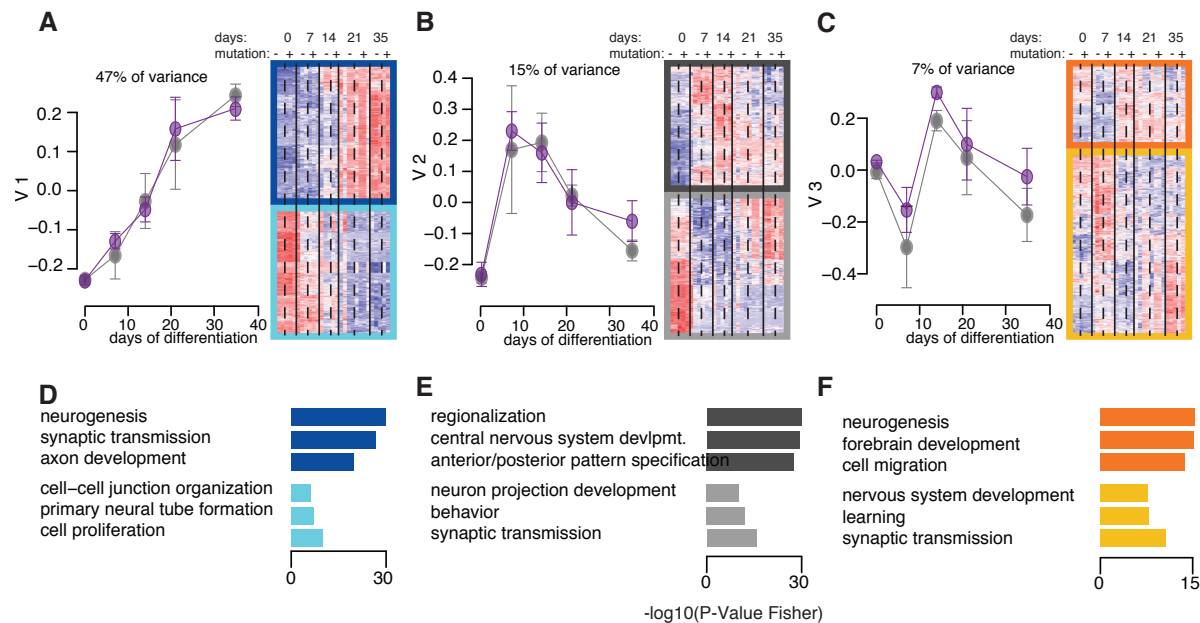 A
days: 0 7 14 21 35
mutation: - + - + - + - + - +
47% of variance
V 1
0.2
0.1
0.0
−0.1
−0.2
0 10 20 30 40
days of differentiation
B
days: 0 7 14 21 35
mutation: - + - + - + - + - +
15% of variance
V 2
0.4
0.3
0.2
0.1
0.0
−0.2
0 10 20 30 40
days of differentiation
C
days: 0 7 14 21 35
mutation: - + - + - + - + - +
7% of variance
V 3
0.2
0.0
−0.2
−0.4
0 10 20 30 40
days of differentiation
D
neurogenesis
synaptic transmission
axon development
cell−cell junction organization
primary neural tube formation
cell proliferation
0 30
E
regionalization
central nervous system devlpmt.
anterior/posterior pattern specification
neuron projection development
behavior
synaptic transmission
0 30
-log10(P-Value Fisher)
F
neurogenesis
forebrain development
cell migration
nervous system development
learning
synaptic transmission
0 15